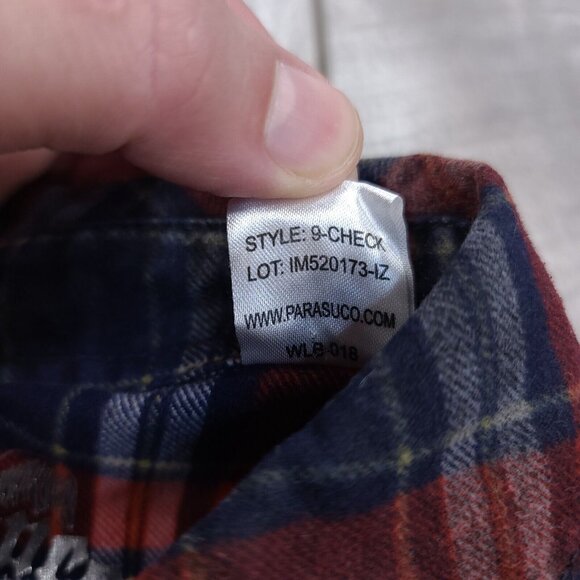 STYLE: 9-CHECK
LOT: IM520173-IZ
WWW.PARASUCO.COM
WLB-018